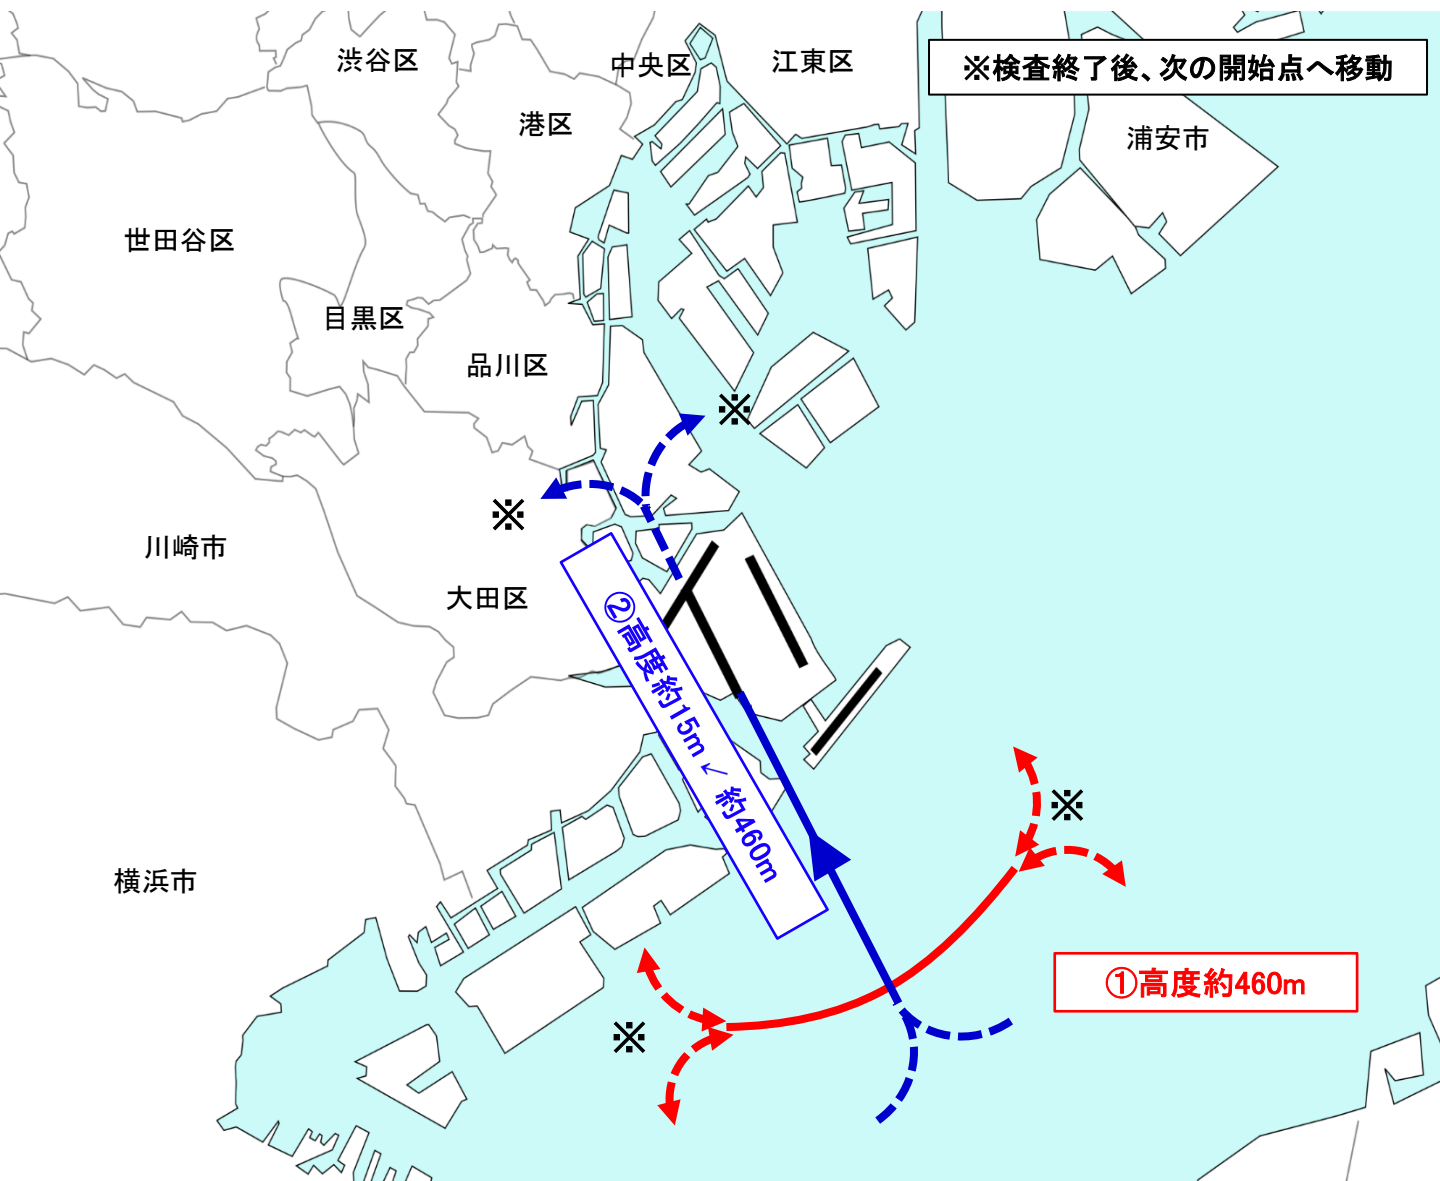 渋谷区
中央区
江東区
※検査終了後、次の開始点へ移動
港区
浦安市
世田谷区
目黒区
品川区
※
※
川崎市
大田区
②高度約15m ↙ 約460m
※
横浜市
①高度約460m
※